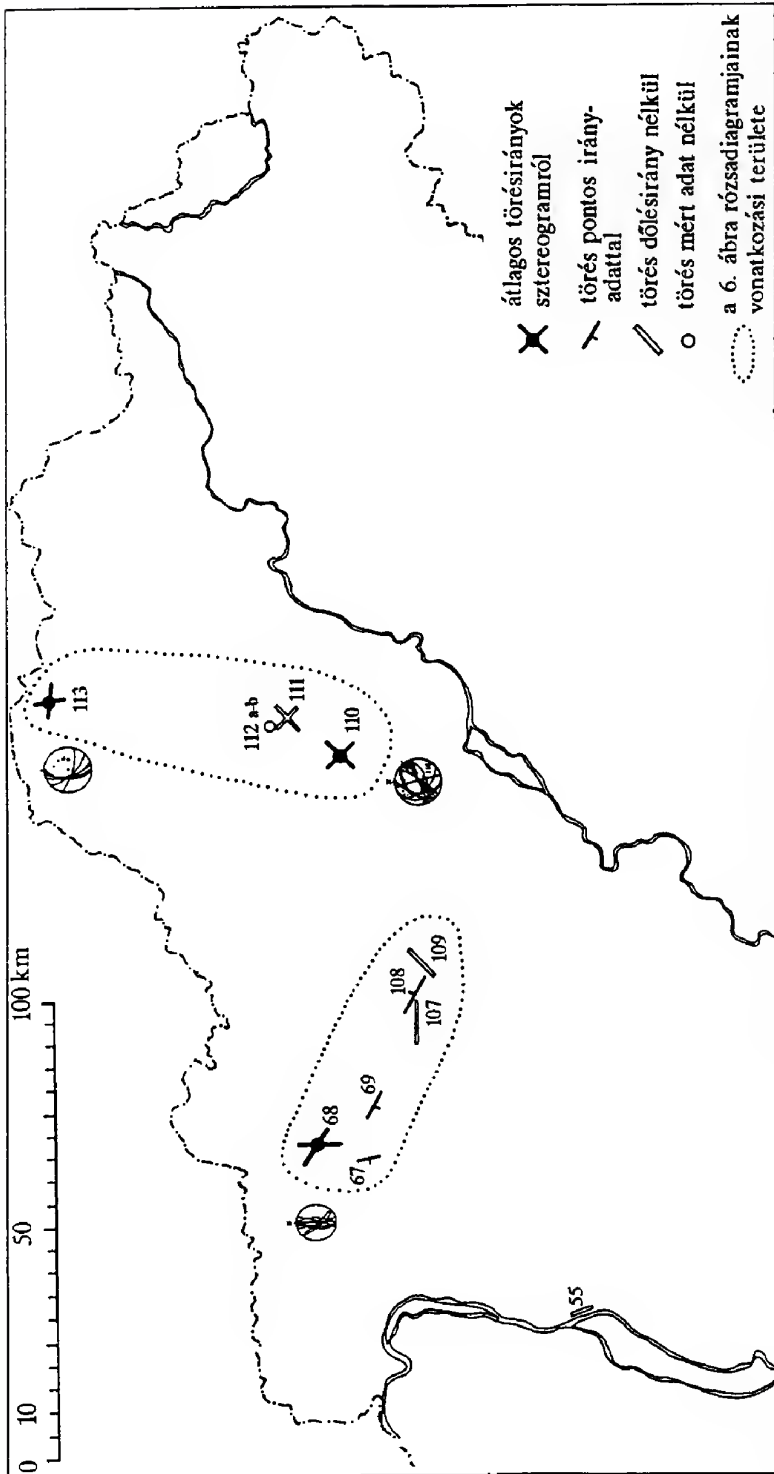 0 10 50 100 km
113
112 a-b
111
110
68
69
67
108
107
109
55
átlagos törésirányok
sztereogramról
törés pontos irány-
adattal
törés dőlésirány nélkül
törés mért adat nélkül
a 6. ábra rózsadiagramjainak
vonatkozási területe